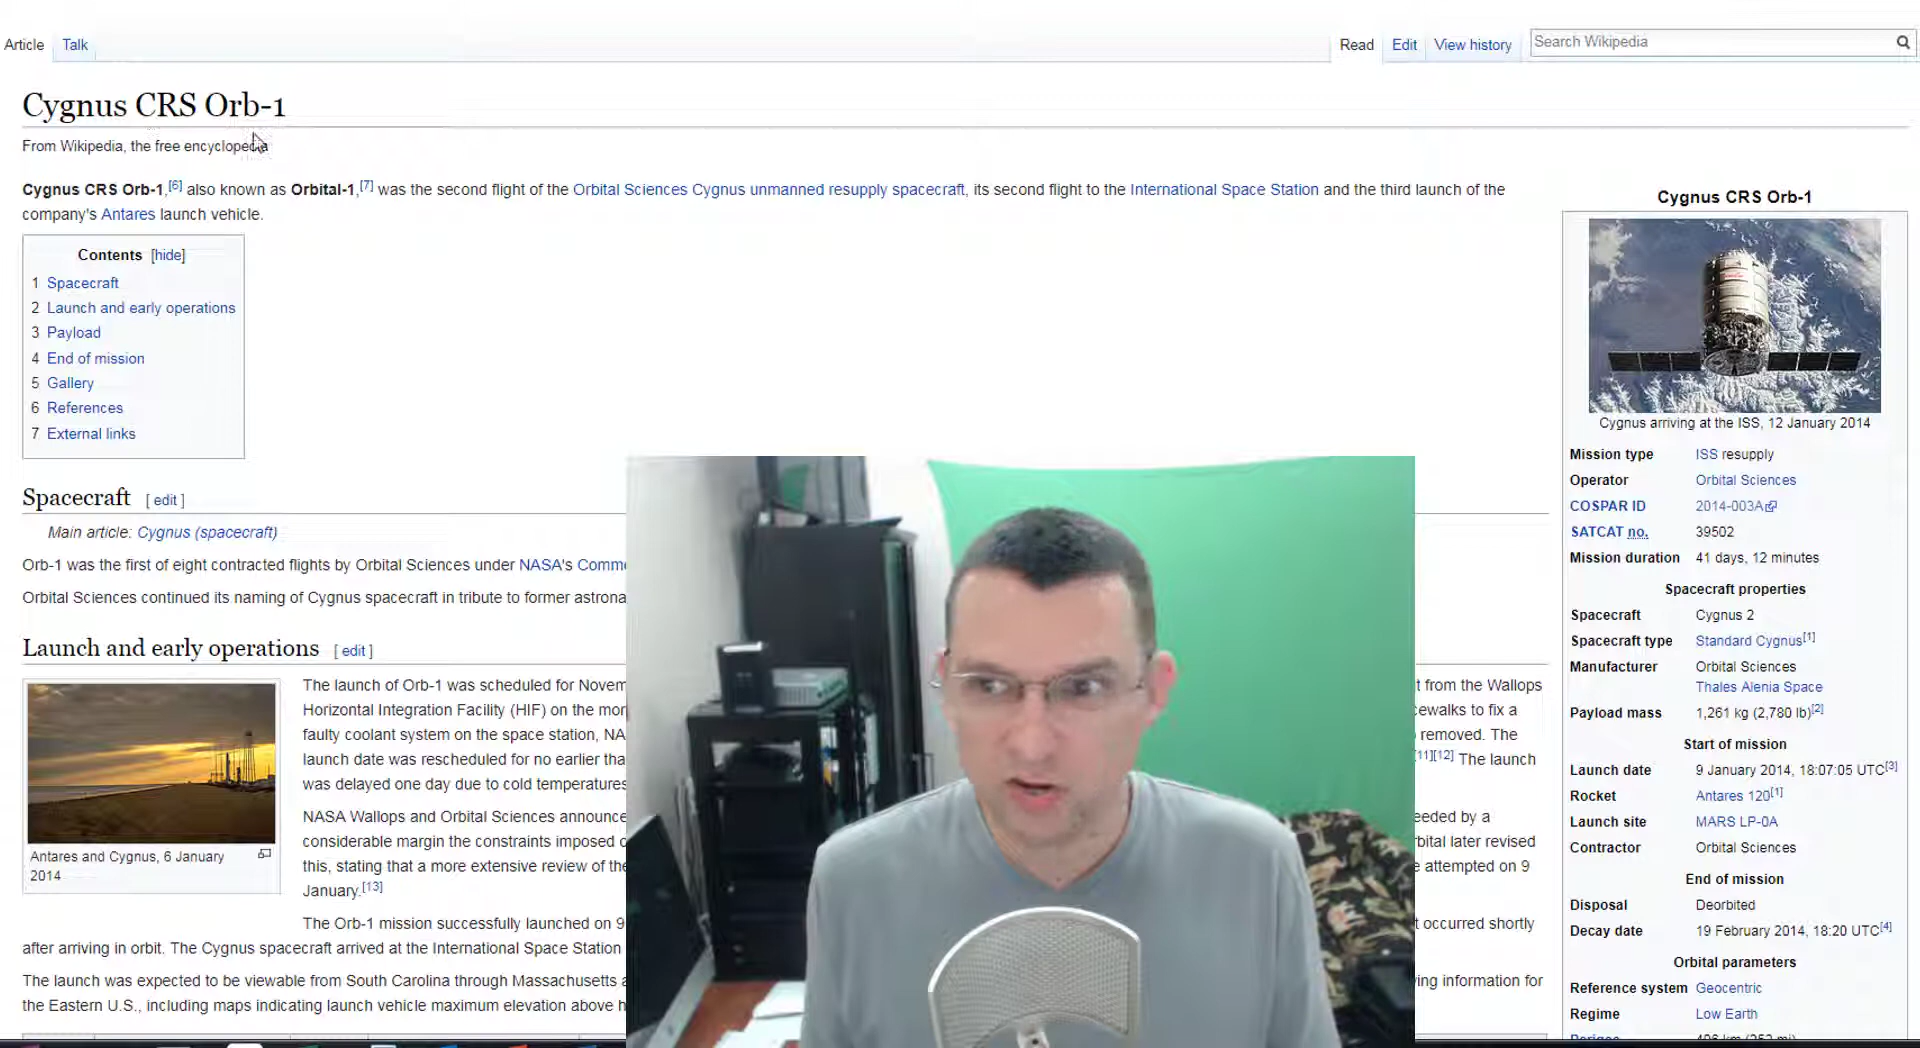 Article Talk Read Edit View history Search Wikipedia
Cygnus CRS Orb-1
From Wikipedia, the free encyclopedia
Cygnus CRS Orb-1,[6] also known as Orbital-1,[7] was the second flight of the Orbital Sciences Cygnus unmanned resupply spacecraft, its second flight to the International Space Station and the third launch of the
company's Antares launch vehicle.
Contents [hide]
1 Spacecraft
2 Launch and early operations
3 Payload
4 End of mission
5 Gallery
6 References
7 External links
Spacecraft [ edit ]
Main article: Cygnus (spacecraft)
Orb-1 was the first of eight contracted flights by Orbital Sciences under NASA's
Orbital Sciences continued its naming of Cygnus spacecraft in tribute to former
Launch and early operations [ edit ]
The launch of Orb-1 was scheduled for t from the Wallops
Horizontal Integration Facility (HIF) on the to fix a
faulty coolant system on the space station, removed. The
launch date was rescheduled for no earlier [11][12] The launch
was delayed one day due to cold temperatures
NASA Wallops and Orbital Sciences by a
considerable margin the constraints imposed later revised
this, stating that a more extensive review of the attempted on 9
January.[13]
The Orb-1 mission successfully launched on 9 t occurred shortly
after arriving in orbit. The Cygnus spacecraft arrived at the International Space Station
The launch was expected to be viewable from South Carolina through Massachusetts information for
the Eastern U.S., including maps indicating launch vehicle maximum elevation above
Antares and Cygnus, 6 January
2014
Cygnus CRS Orb-1
Cygnus arriving at the ISS, 12 January 2014
Mission type ISS resupply
Operator Orbital Sciences
COSPAR ID 2014-003A
SATCAT no. 39502
Mission duration 41 days, 12 minutes
Spacecraft properties
Spacecraft Cygnus 2
Spacecraft type Standard Cygnus[1]
Manufacturer Orbital Sciences
Thales Alenia Space
Payload mass 1,261 kg (2,780 lb)[2]
Start of mission
Launch date 9 January 2014, 18:07:05 UTC[3]
Rocket Antares 120[1]
Launch site MARS LP-0A
Contractor Orbital Sciences
End of mission
Disposal Deorbited
Decay date 19 February 2014, 18:20 UTC[4]
Orbital parameters
Reference system Geocentric
Regime Low Earth